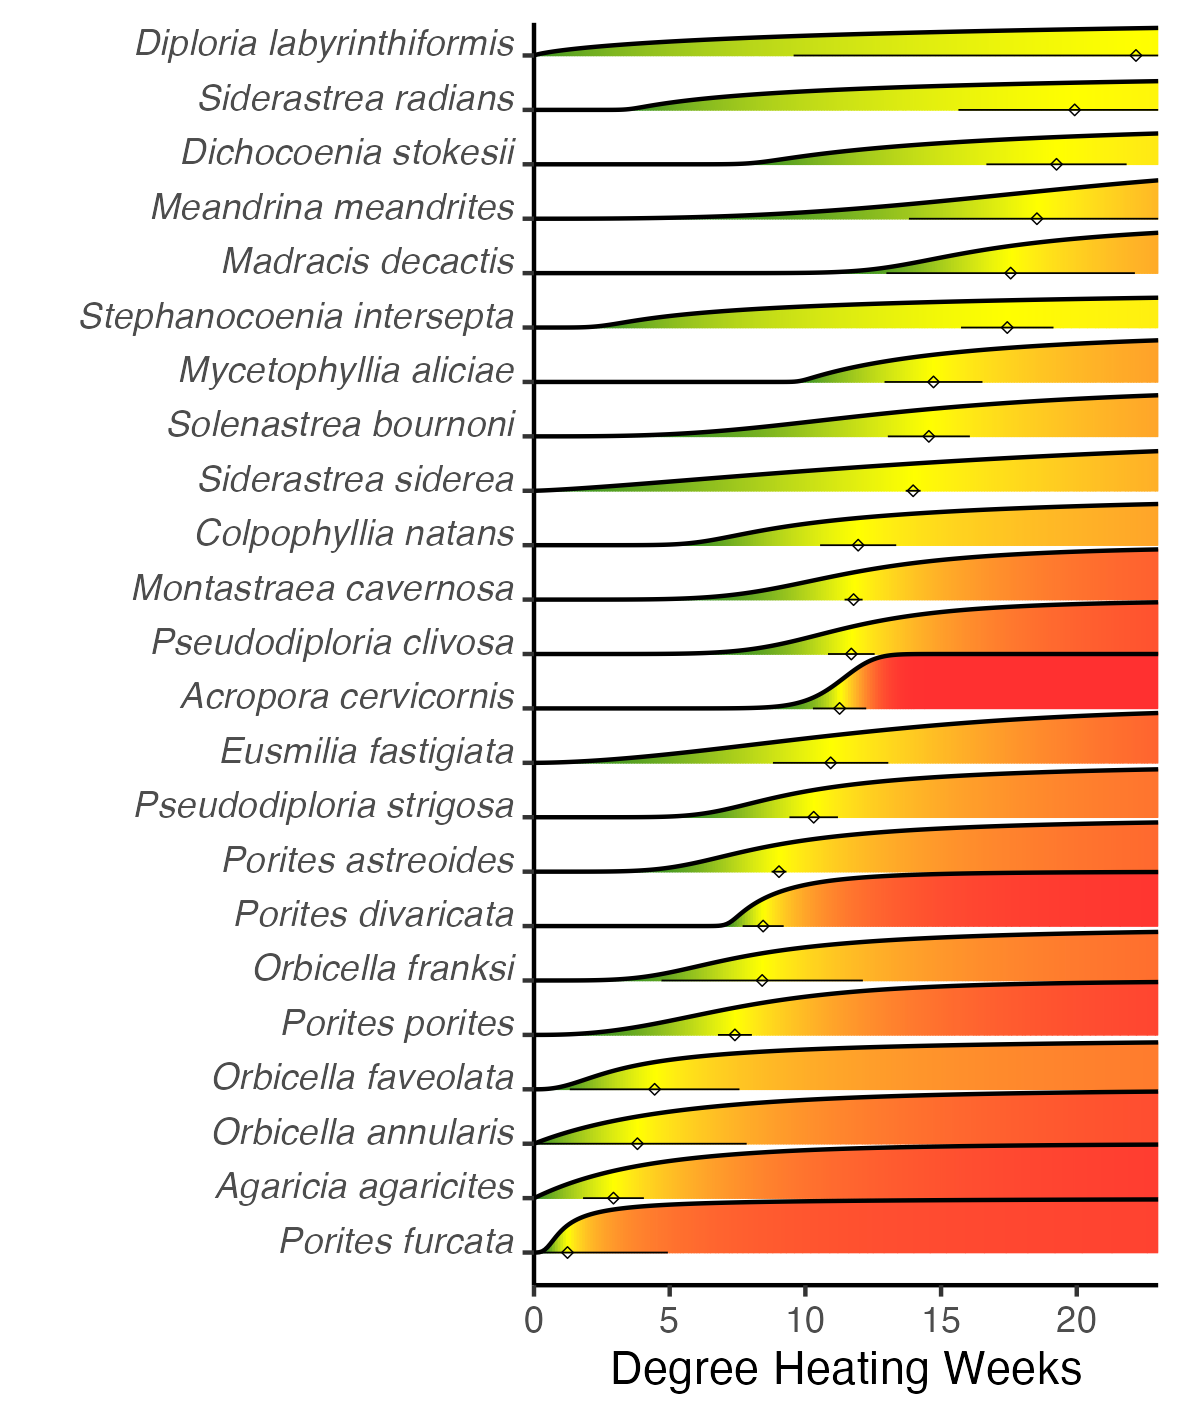 Diploria labyrinthiformis
Siderastrea radians
Dichocoenia stokesii
Meandrina meandrites
Madracis decactis
Stephanocoenia intersepta
Mycetophyllia aliciae
Solenastrea bournoni
Siderastrea siderea
Colpophyllia natans
Montastraea cavernosa
Pseudodiploria clivosa
Acropora cervicornis
Eusmilia fastigiata
Pseudodiploria strigosa
Porites astreoides
Porites divaricata
Orbicella franksi
Porites porites
Orbicella faveolata
Orbicella annularis
Agaricia agaricites
Porites furcata
0 5 10 15 20
Degree Heating Weeks